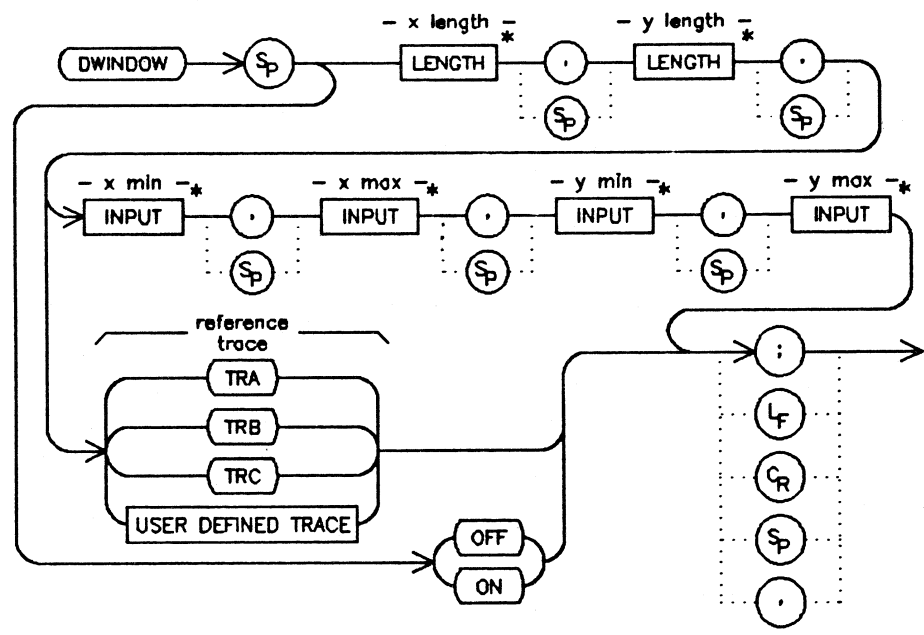 - x length - *
- y length - *
DWINDOW SP LENGTH , LENGTH ,
SP SP
- x min - * - x max - * - y min - * - y max - *
INPUT , INPUT , INPUT , INPUT
SP SP SP
reference
trace
;
TRA
LF
TRB
TRC
CR
USER DEFINED TRACE
OFF
SP
ON
,